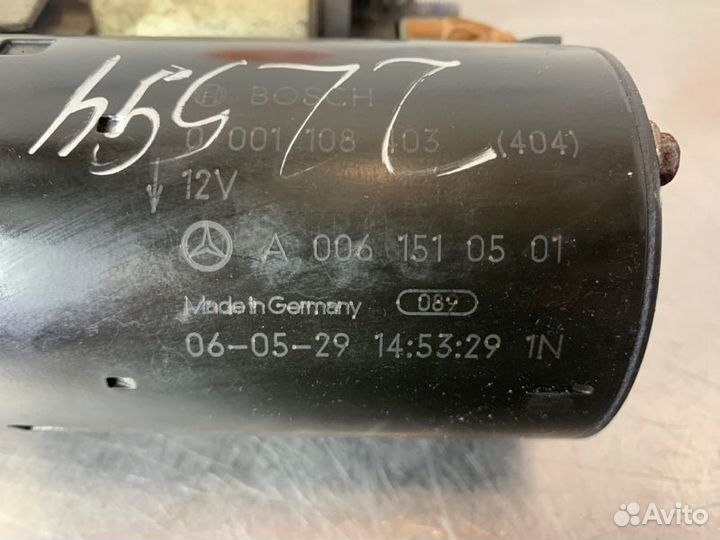 BOSCH
0 001 108 403 (404)
12V
A 006 151 05 01
Made in Germany 089
06-05-29 14:53:29 1N
Avito